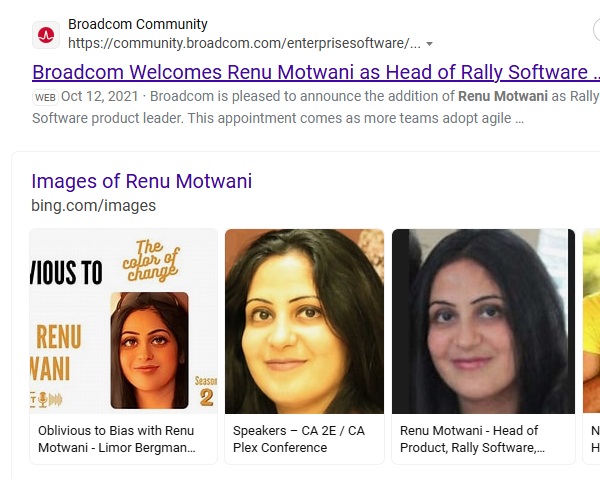 Broadcom Community
https://community.broadcom.com/enterprisesoftware/...
Broadcom Welcomes Renu Motwani as Head of Rally Software ..
WEB Oct 12, 2021 · Broadcom is pleased to announce the addition of Renu Motwani as Rally
Software product leader. This appointment comes as more teams adopt agile …
Images of Renu Motwani
bing.com/images
The
color of
change
VIOUS TO
RENU
WANI
Season
2
Oblivious to Bias with Renu
Motwani - Limor Bergman…
Speakers – CA 2E / CA
Plex Conference
Renu Motwani - Head of
Product, Rally Software,…
N
H